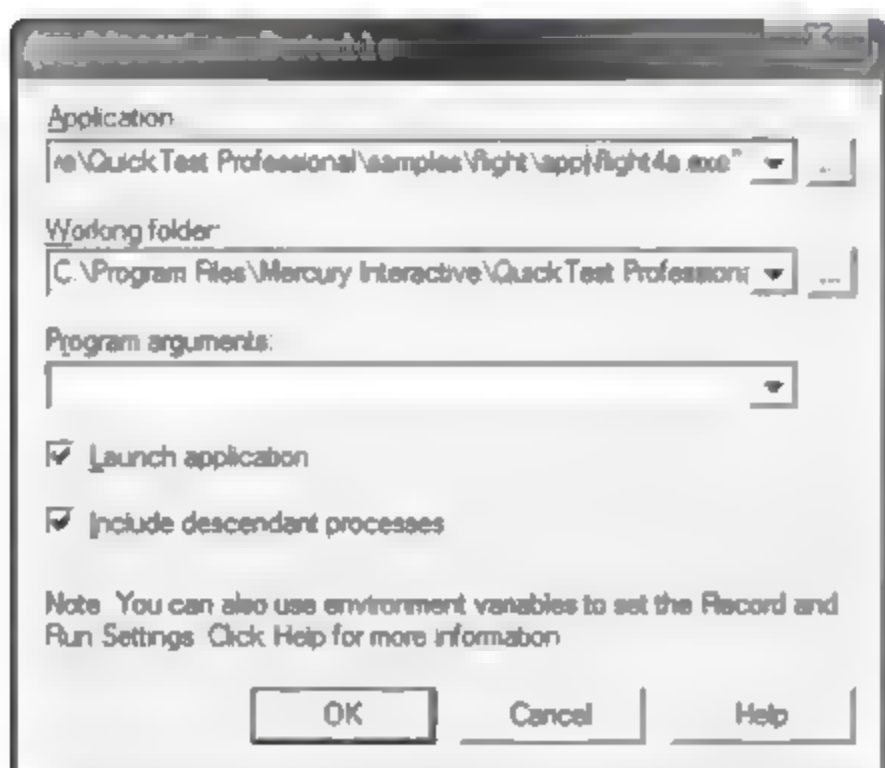 Application
ve\QuickTest Professional\samples\flight\app\flight4a.exe"
...
Working folder:
C:\Program Files\Mercury Interactive\QuickTest Professiona
...
Program arguments:
Launch application
Include descendant processes
Note: You can also use environment variables to set the Record and
Run Settings. Click Help for more information
OK Cancel Help